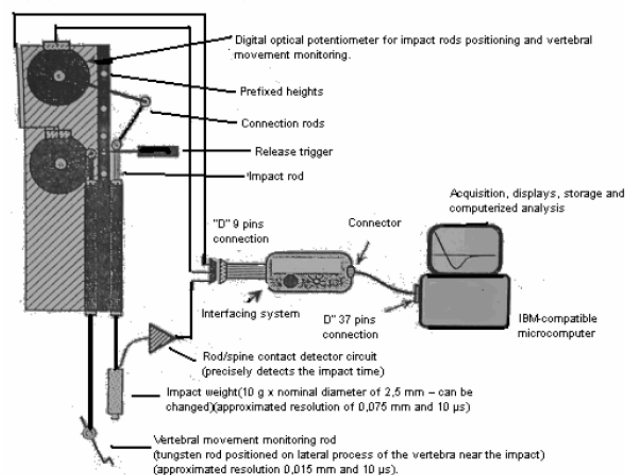 Digital optical potentiometer for impact rods positioning and vertebral
movement monitoring.
Prefixed heights
Connection rods
Release trigger
Impact rod
Acquisition, displays, storage and
computerized analysis
"D" 9 pins
connection
Connector
Interfacing system
D" 37 pins
connection
IBM-compatible
microcomputer
Rod/spine contact detector circuit
(precisely detects the impact time)
Impact weight(10 g x nominal diameter of 2,5 mm – can be
changed)(approximated resolution of 0,075 mm and 10 µs)
Vertebral movement monitoring rod
(tungsten rod positioned on lateral process of the vertebra near the impact)
(approximated resolution 0,015 mm and 10 µs).